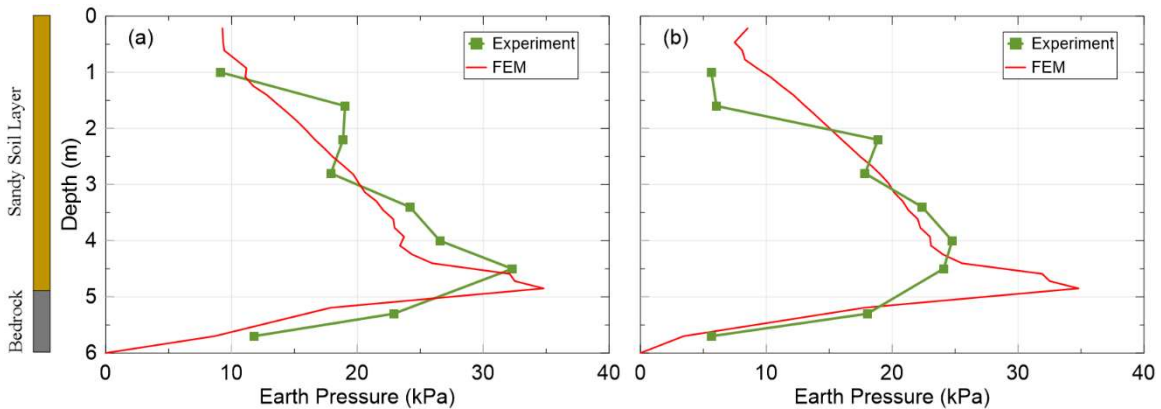 Sandy Soil Layer
Bedrock
Depth (m)
0
1
2
3
4
5
6
(a)
Experiment
FEM
0
10
20
30
40
Earth Pressure (kPa)
(b)
Experiment
FEM
0
10
20
30
40
Earth Pressure (kPa)